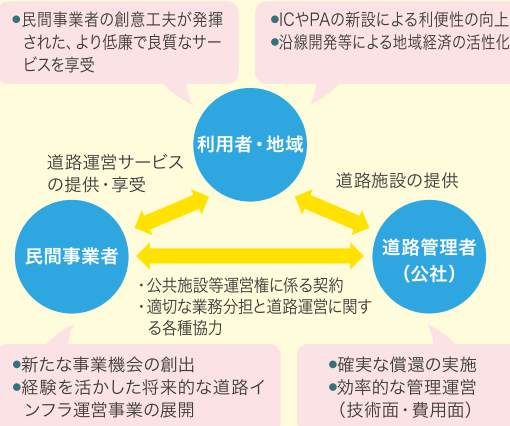 ●民間事業者の創意工夫が発揮
された、より低廉で良質なサー
ビスを享受
●ICやPAの新設による利便性の向上
●沿線開発等による地域経済の活性化
利用者・地域
道路運営サービス
の提供・享受
道路施設の提供
民間事業者
道路管理者
（公社）
・公共施設等運営権に係る契約
・適切な業務分担と道路運営に関す
る各種協力
●新たな事業機会の創出
●経験を活かした将来的な道路イ
ンフラ運営事業の展開
●確実な償還の実施
●効率的な管理運営
（技術面・費用面）